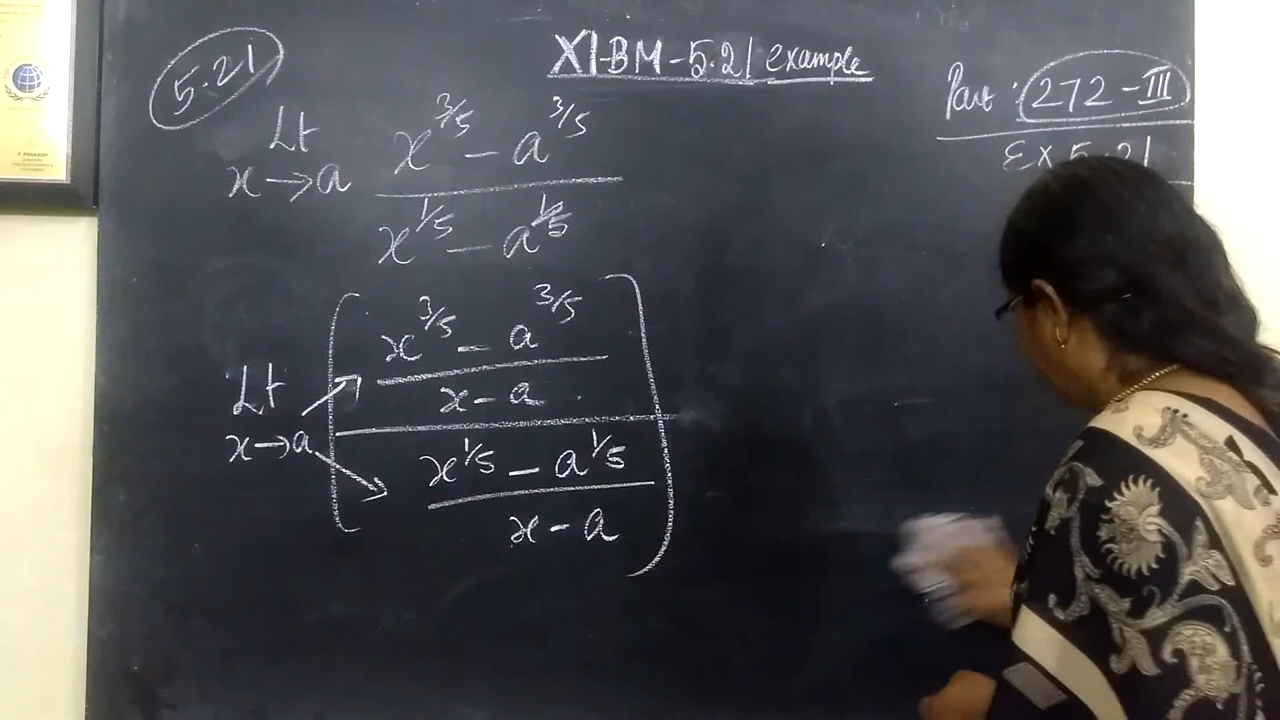 5.21
XI-BM-5.21 example
Part : 272-III
Ex 5.21
Lt x→a (x^{3/5} - a^{3/5}) / (x^{1/5} - a^{1/5})
Lt x→a [ ((x^{3/5} - a^{3/5}) / (x - a)) / ((x^{1/5} - a^{1/5}) / (x - a)) ]